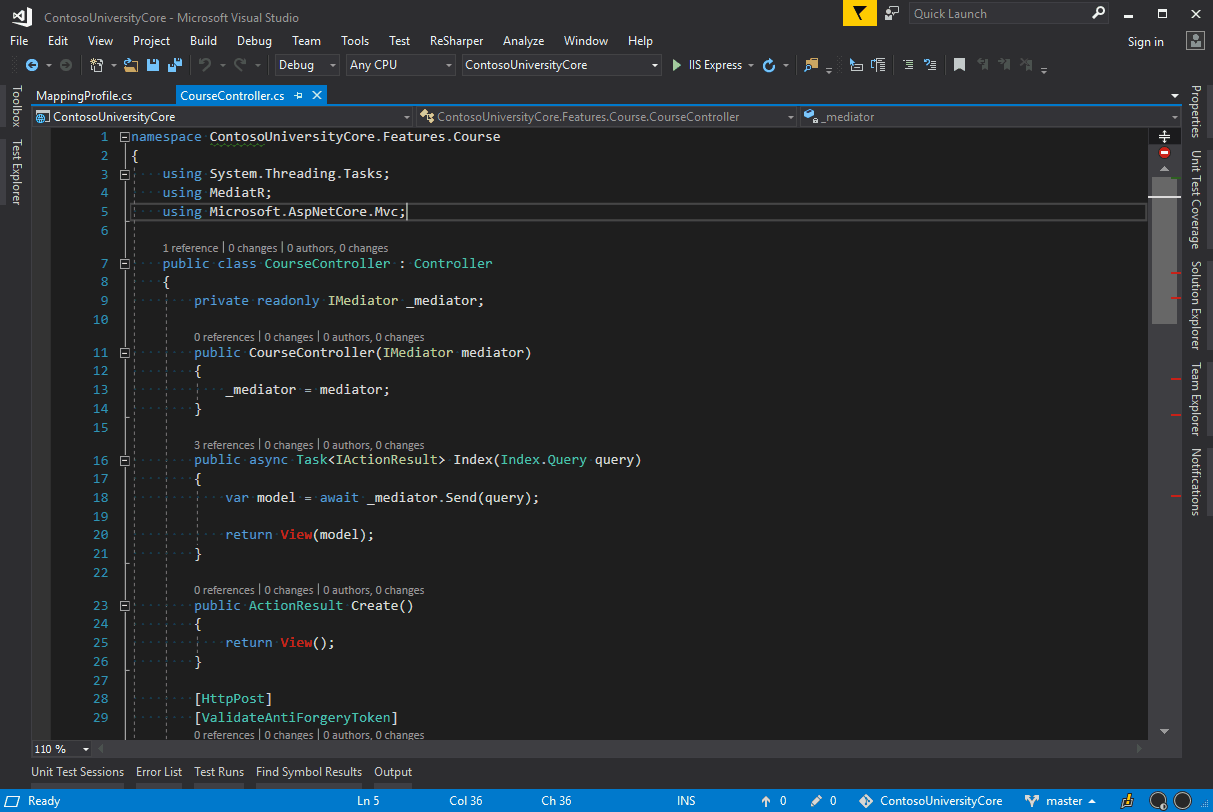 ContosoUniversityCore - Microsoft Visual Studio
Quick Launch
File Edit View Project Build Debug Team Tools Test ReSharper Analyze Window Help
Sign in
Debug Any CPU ContosoUniversityCore IIS Express
MappingProfile.cs CourseController.cs
ContosoUniversityCore ContosoUniversityCore.Features.Course.CourseController _mediator
Toolbox
Test Explorer
1 namespace ContosoUniversityCore.Features.Course
2 {
3 using System.Threading.Tasks;
4 using MediatR;
5 using Microsoft.AspNetCore.Mvc;
6
1 reference | 0 changes | 0 authors, 0 changes
7 public class CourseController : Controller
8 {
9 private readonly IMediator _mediator;
10
0 references | 0 changes | 0 authors, 0 changes
11 public CourseController(IMediator mediator)
12 {
13 _mediator = mediator;
14 }
15
3 references | 0 changes | 0 authors, 0 changes
16 public async Task<IActionResult> Index(Index.Query query)
17 {
18 var model = await _mediator.Send(query);
19
20 return View(model);
21 }
22
0 references | 0 changes | 0 authors, 0 changes
23 public ActionResult Create()
24 {
25 return View();
26 }
27
28 [HttpPost]
29 [ValidateAntiForgeryToken]
0 references | 0 changes | 0 authors, 0 changes
Properties
Unit Test Coverage
Solution Explorer
Team Explorer
Notifications
110 %
Unit Test Sessions Error List Test Runs Find Symbol Results Output
Ready Ln 5 Col 36 Ch 36 INS 0 0 ContosoUniversityCore master